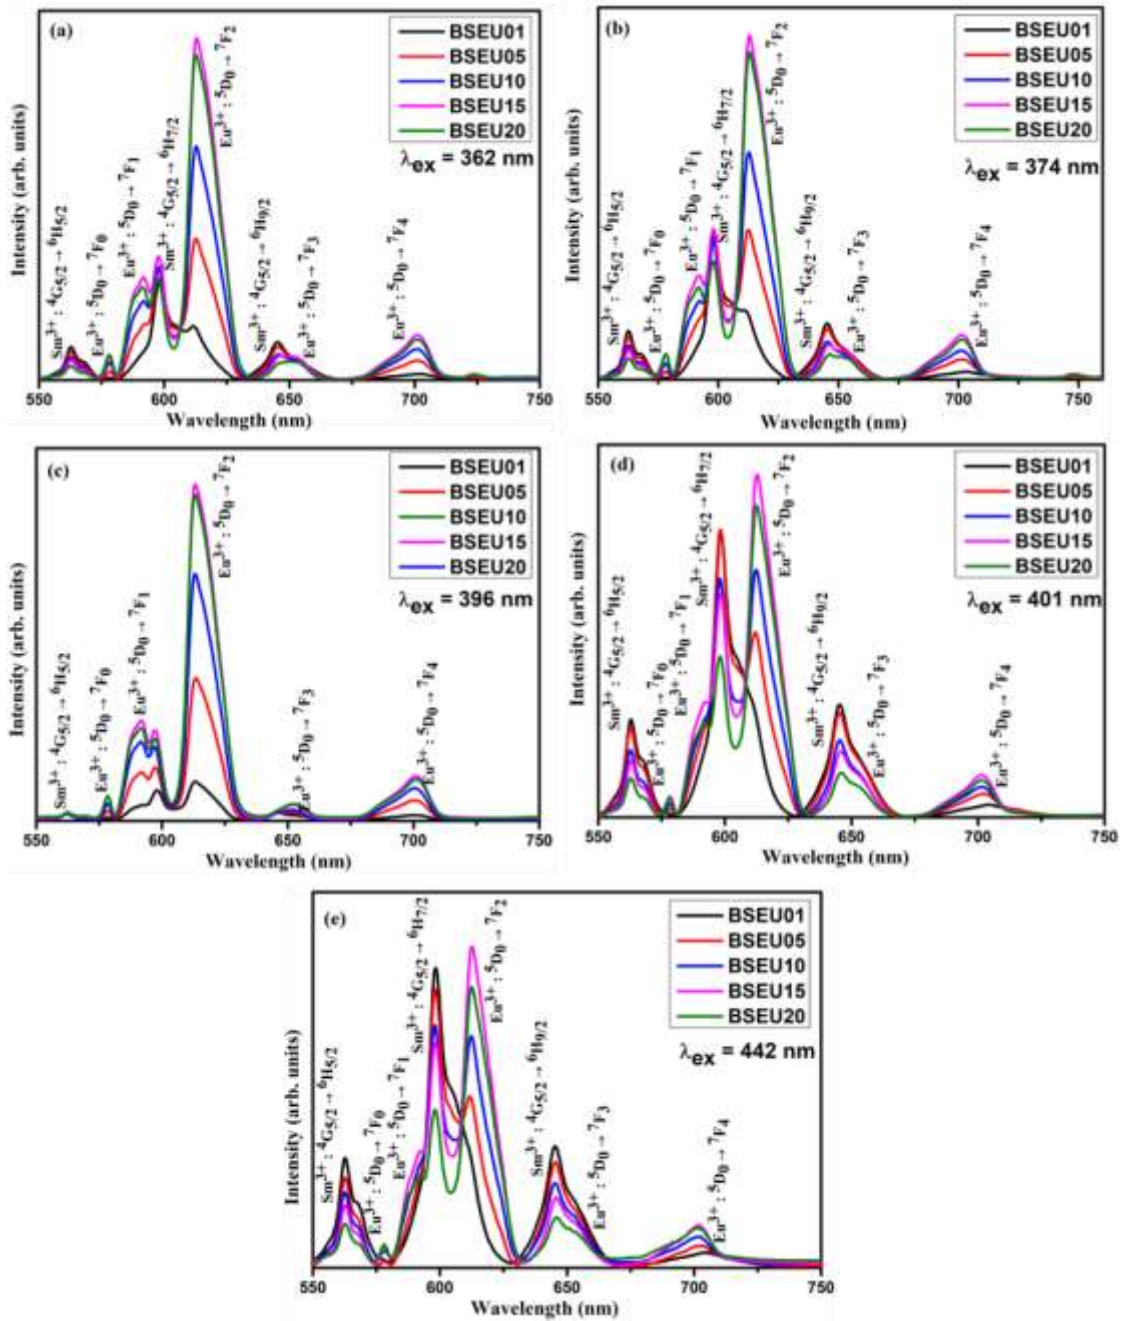 (a)
BSEU01
BSEU05
BSEU10
BSEU15
BSEU20
λex = 362 nm
Sm3+ : 4G5/2 → 6H5/2
Eu3+ : 5D0 → 7F0
Eu3+ : 5D0 → 7F1
Sm3+ : 4G5/2 → 6H7/2
Eu3+ : 5D0 → 7F2
Sm3+ : 4G5/2 → 6H9/2
Eu3+ : 5D0 → 7F3
Eu3+ : 5D0 → 7F4
Intensity (arb. units)
550 600 650 700 750
Wavelength (nm)
(b)
BSEU01
BSEU05
BSEU10
BSEU15
BSEU20
λex = 374 nm
Sm3+ : 4G5/2 → 6H5/2
Eu3+ : 5D0 → 7F0
Eu3+ : 5D0 → 7F1
Sm3+ : 4G5/2 → 6H7/2
Eu3+ : 5D0 → 7F2
Sm3+ : 4G5/2 → 6H9/2
Eu3+ : 5D0 → 7F3
Eu3+ : 5D0 → 7F4
Intensity (arb. units)
550 600 650 700 750
Wavelength (nm)
(c)
BSEU01
BSEU05
BSEU10
BSEU15
BSEU20
λex = 396 nm
Sm3+ : 4G5/2 → 6H5/2
Eu3+ : 5D0 → 7F0
Eu3+ : 5D0 → 7F1
Eu3+ : 5D0 → 7F2
Eu3+ : 5D0 → 7F3
Eu3+ : 5D0 → 7F4
Intensity (arb. units)
550 600 650 700 750
Wavelength (nm)
(d)
BSEU01
BSEU05
BSEU10
BSEU15
BSEU20
λex = 401 nm
Sm3+ : 4G5/2 → 6H5/2
Eu3+ : 5D0 → 7F0
Eu3+ : 5D0 → 7F1
Sm3+ : 4G5/2 → 6H7/2
Eu3+ : 5D0 → 7F2
Sm3+ : 4G5/2 → 6H9/2
Eu3+ : 5D0 → 7F3
Eu3+ : 5D0 → 7F4
Intensity (arb. units)
550 600 650 700 750
Wavelength (nm)
(e)
BSEU01
BSEU05
BSEU10
BSEU15
BSEU20
λex = 442 nm
Sm3+ : 4G5/2 → 6H5/2
Eu3+ : 5D0 → 7F0
Eu3+ : 5D0 → 7F1
Sm3+ : 4G5/2 → 6H7/2
Eu3+ : 5D0 → 7F2
Sm3+ : 4G5/2 → 6H9/2
Eu3+ : 5D0 → 7F3
Eu3+ : 5D0 → 7F4
Intensity (arb. units)
550 600 650 700 750
Wavelength (nm)